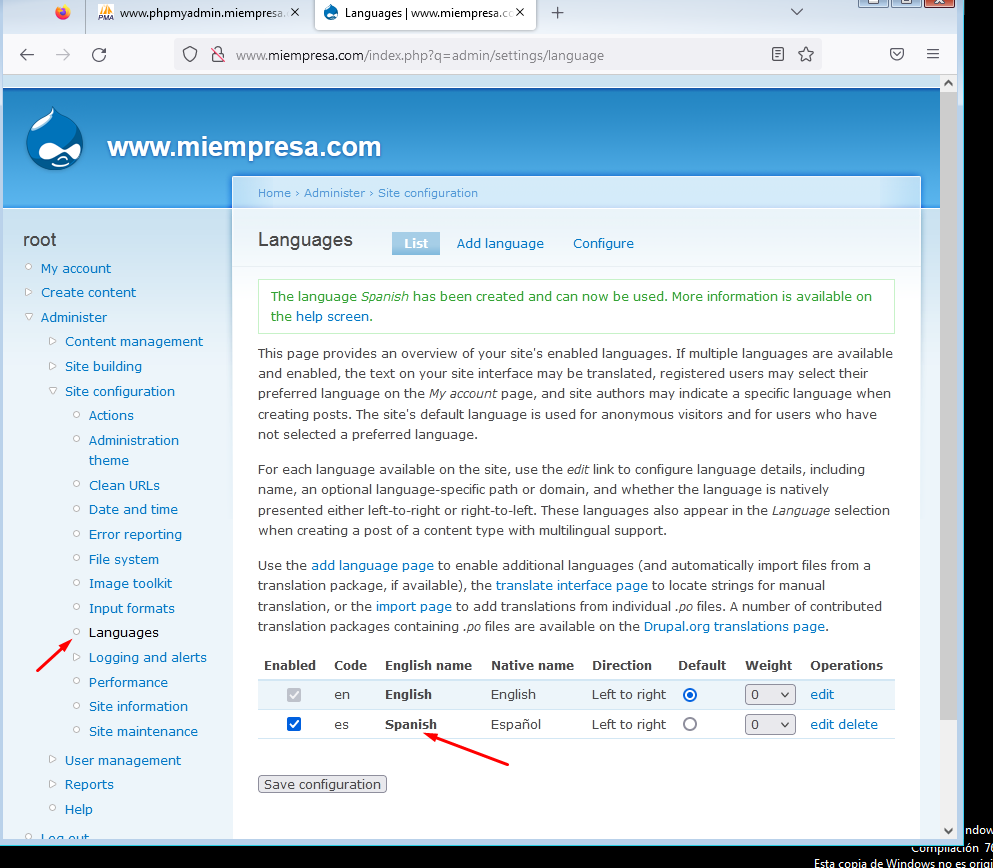 www.phpmyadmin.miempresa.
Languages | www.miempresa.c
www.miempresa.com/index.php?q=admin/settings/language
www.miempresa.com
Home › Administer › Site configuration
root
My account
Create content
Administer
Content management
Site building
Site configuration
Actions
Administration
theme
Clean URLs
Date and time
Error reporting
File system
Image toolkit
Input formats
Languages
Logging and alerts
Performance
Site information
Site maintenance
User management
Reports
Help
Log out
Languages
List Add language Configure
The language Spanish has been created and can now be used. More information is available on
the help screen.
This page provides an overview of your site's enabled languages. If multiple languages are available
and enabled, the text on your site interface may be translated, registered users may select their
preferred language on the My account page, and site authors may indicate a specific language when
creating posts. The site's default language is used for anonymous visitors and for users who have
not selected a preferred language.
For each language available on the site, use the edit link to configure language details, including
name, an optional language-specific path or domain, and whether the language is natively
presented either left-to-right or right-to-left. These languages also appear in the Language selection
when creating a post of a content type with multilingual support.
Use the add language page to enable additional languages (and automatically import files from a
translation package, if available), the translate interface page to locate strings for manual
translation, or the import page to add translations from individual .po files. A number of contributed
translation packages containing .po files are available on the Drupal.org translations page.
Enabled Code English name Native name Direction Default Weight Operations
en English English Left to right 0 edit
es Spanish Español Left to right 0 edit delete
Save configuration
ndow
Compilación 7
Esta copia de Windows no es origi